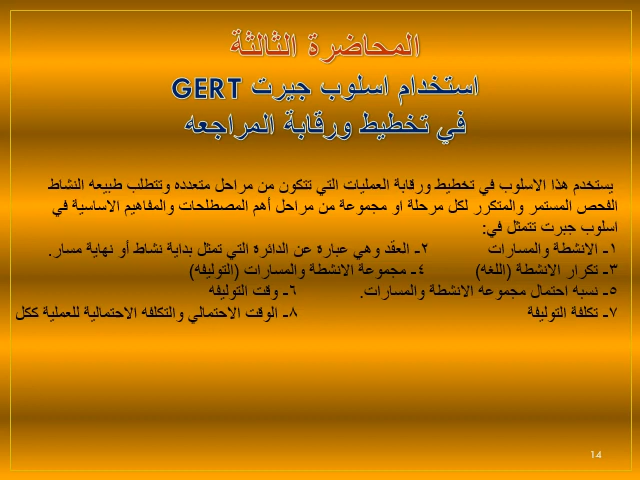 المحاضرة الثالثة
استخدام اسلوب جيرت GERT
في تخطيط ورقابة المراجعه
يستخدم هذا الاسلوب في تخطيط ورقابة العمليات التي تتكون من مراحل متعدده وتتطلب طبيعه النشاط
الفحص المستمر والمتكرر لكل مرحلة او مجموعة من مراحل أهم المصطلحات والمفاهيم الاساسية في
اسلوب جبرت تتمثل في:
١- الانشطة والمسارات ٢- العقد وهي عبارة عن الدائرة التي تمثل بداية نشاط أو نهاية مسار.
٣- تكرار الانشطة (اللغه) ٤- مجموعة الانشطة والمسارات (التوليفه)
٥- نسبه احتمال مجموعه الانشطة والمسارات. ٦- وقت التوليفه
٧- تكلفة التوليفة ٨- الوقت الاحتمالي والتكلفه الاحتمالية للعملية ككل
14